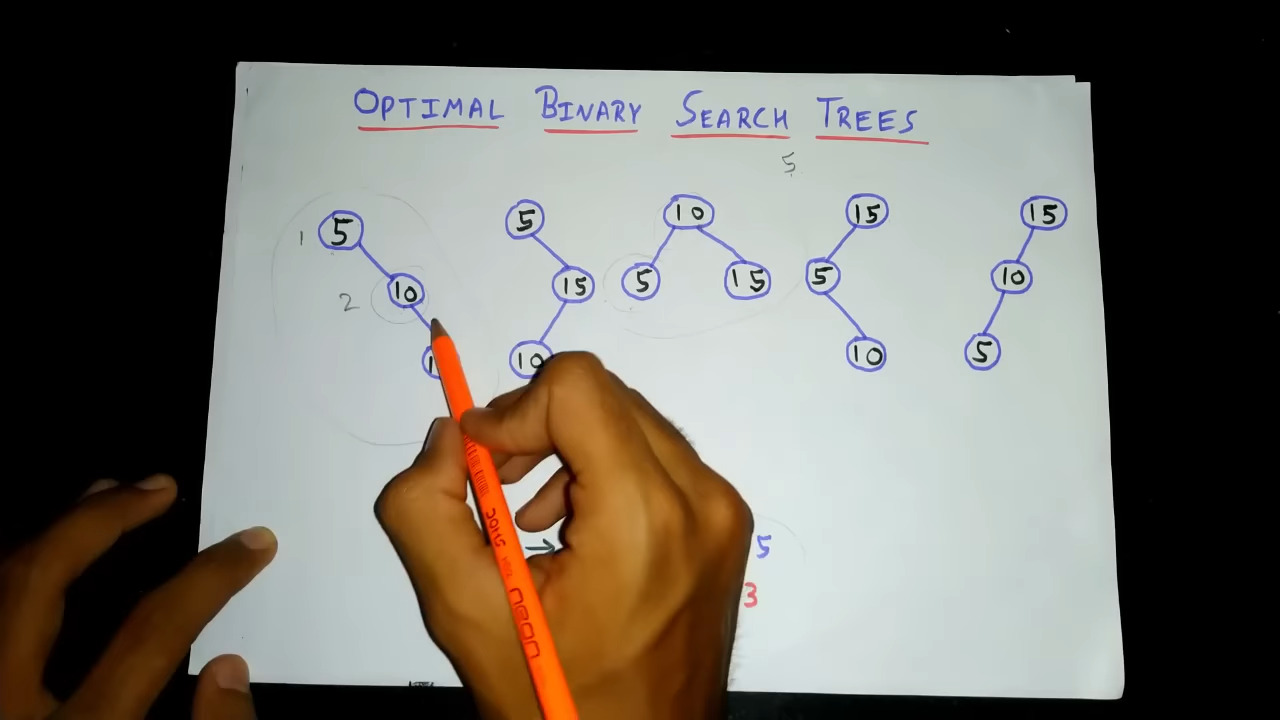 OPTIMAL BINARY SEARCH TREES
5
5 5 10 15 15
1
10 15 5 15 5 10
2
10 10 5
→ 5
3
neon